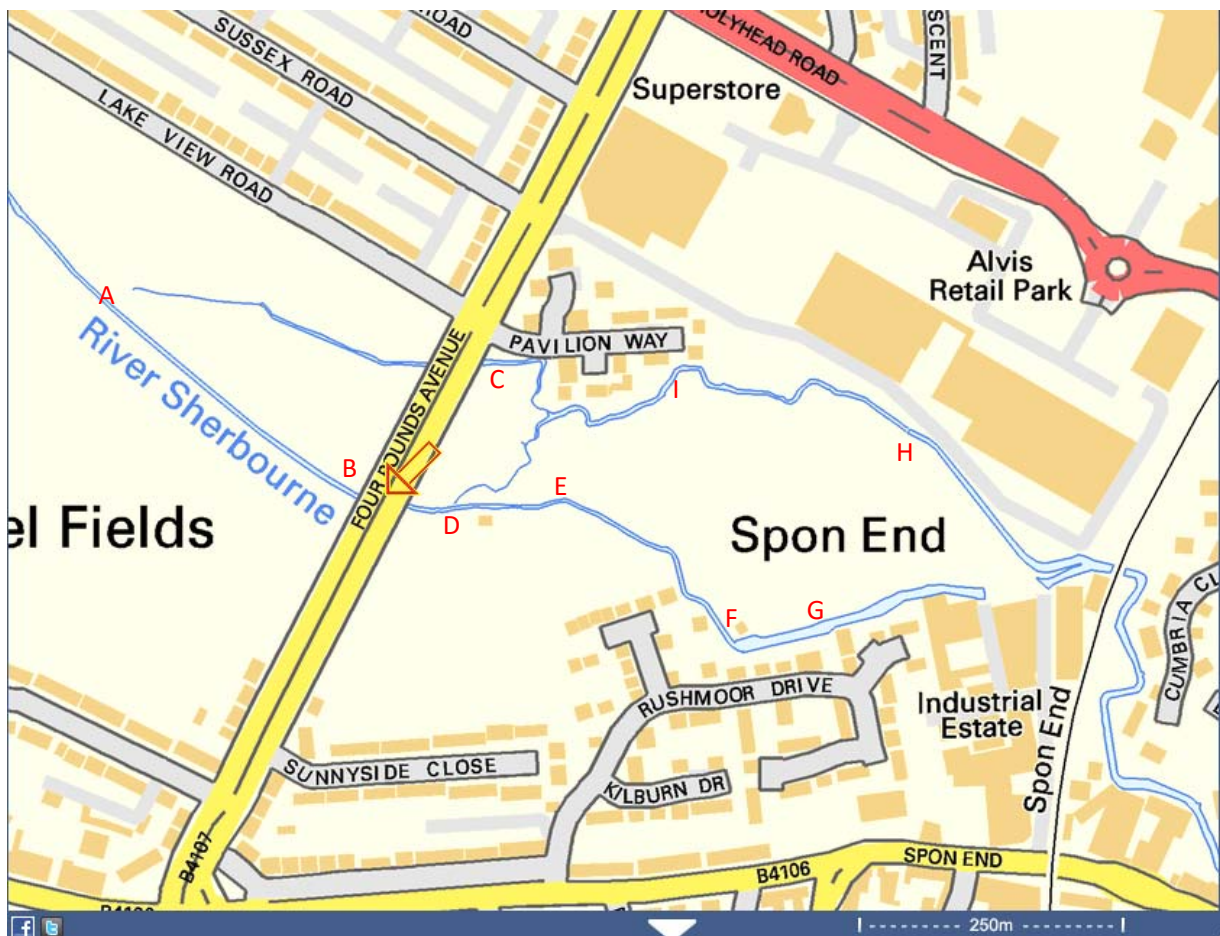 ROAD
SUSSEX ROAD
LAKE VIEW ROAD
HOLYHEAD ROAD
SCENT
Superstore
Alvis
Retail Park
A
River Sherbourne
PAVILION WAY
FOUR POUNDS AVENUE
C
I
B
H
E
D
el Fields
Spon End
F
G
CUMBRIA CL
RUSHMOOR DRIVE
Industrial
Estate
Spon End
SUNNYSIDE CLOSE
KILBURN DR
B4107
B4106
SPON END
250m